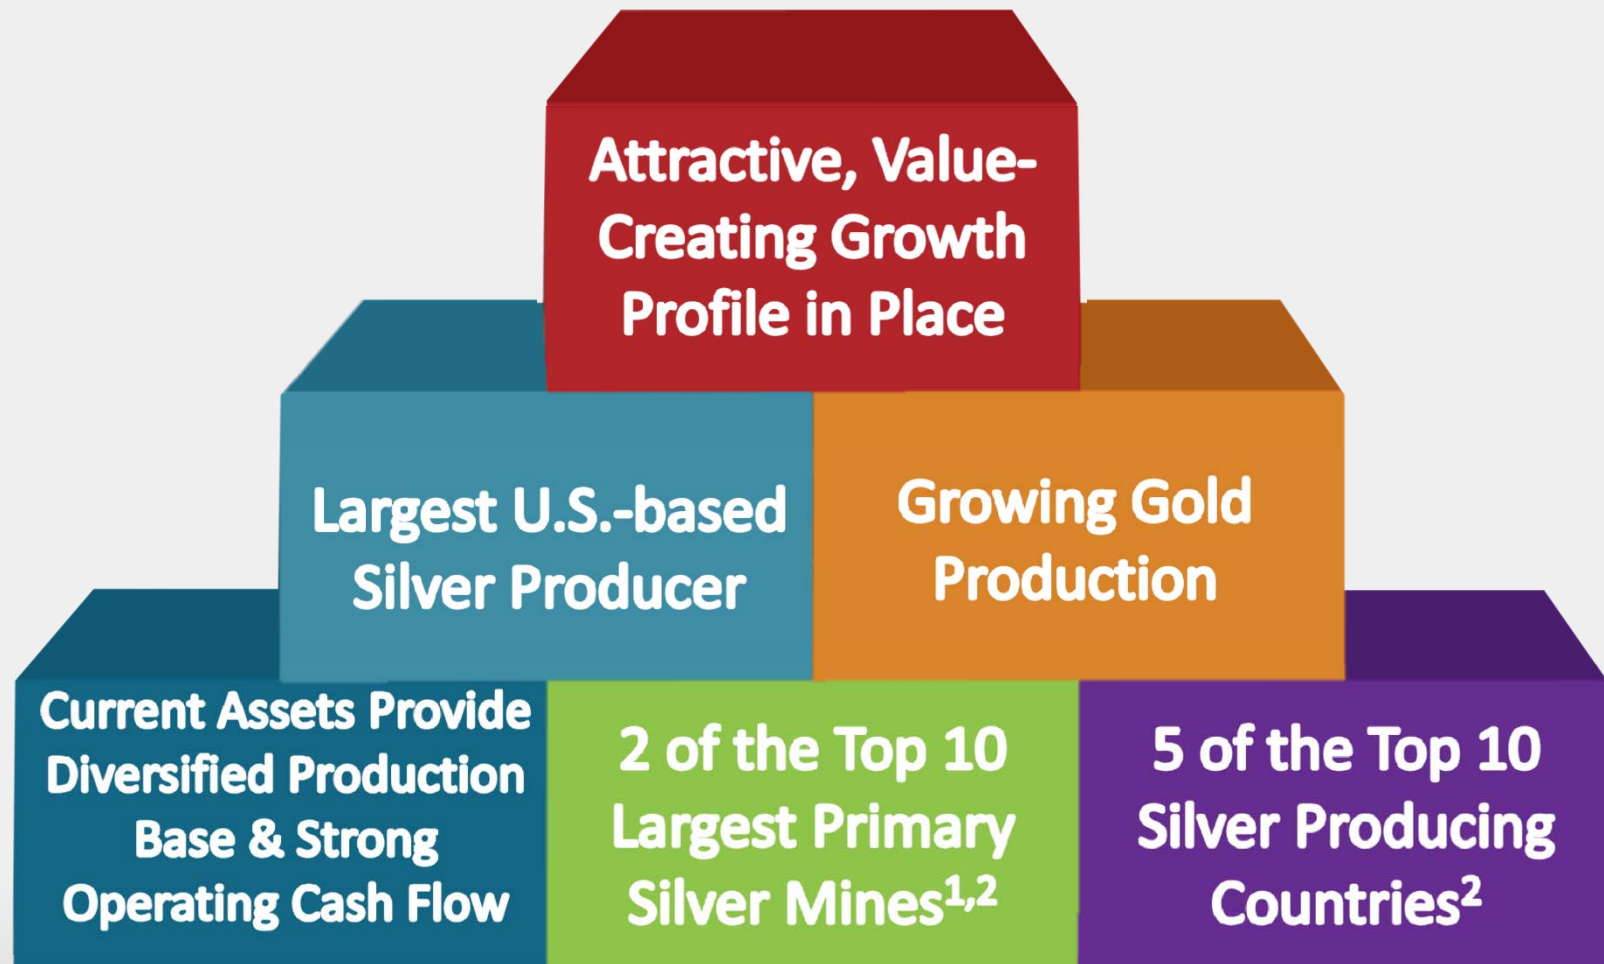 Attractive, Value-
Creating Growth
Profile in Place
Largest U.S.-based
Silver Producer
Growing Gold
Production
Current Assets Provide
Diversified Production
Base & Strong
Operating Cash Flow
2 of the Top 10
Largest Primary
Silver Mines¹,²
5 of the Top 10
Silver Producing
Countries²